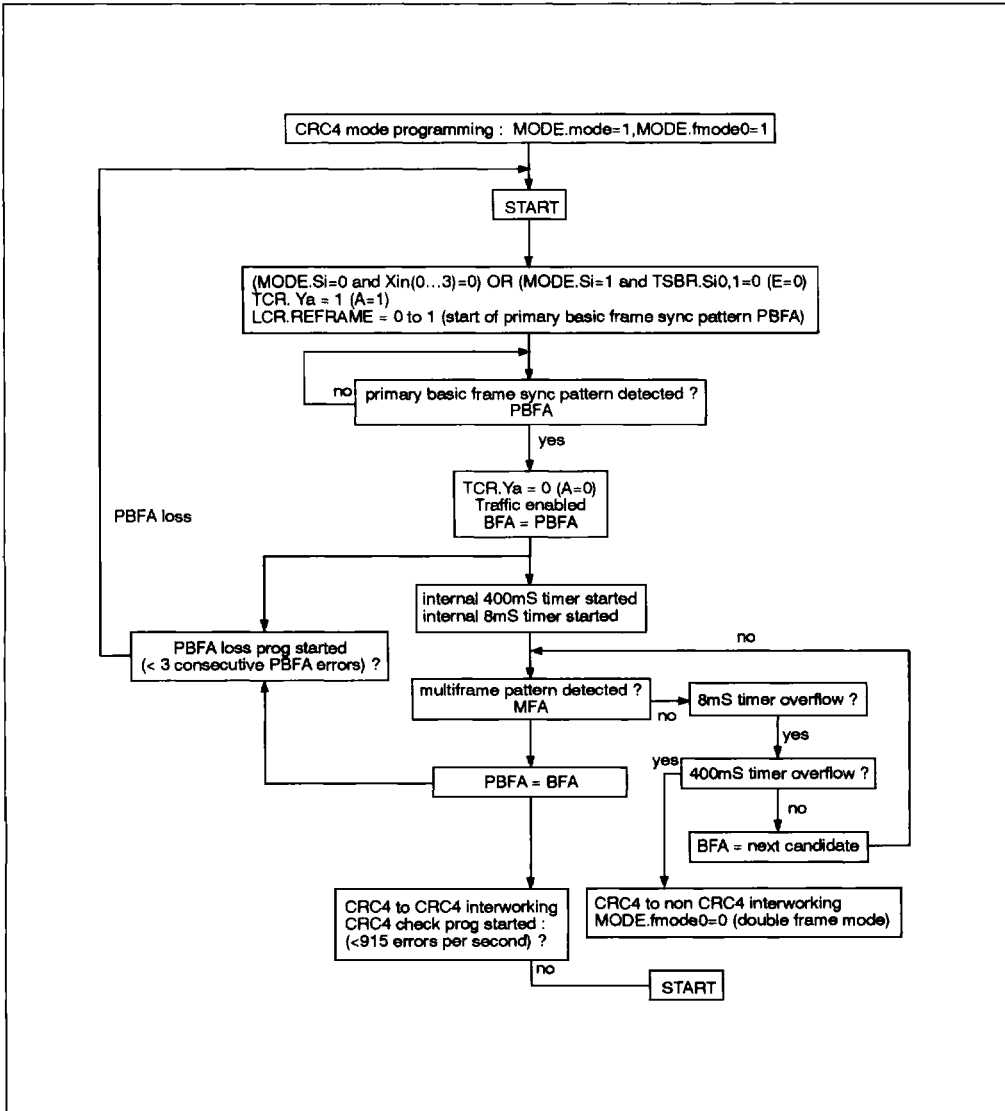 CRC4 mode programming : MODE.mode=1,MODE.fmode0=1
START
(MODE.Si=0 and Xin(0...3)=0) OR (MODE.Si=1 and TSBR.Si0,1=0 (E=0)
TCR. Ya = 1 (A=1)
LCR.REFRAME = 0 to 1 (start of primary basic frame sync pattern PBFA)
no
primary basic frame sync pattern detected ?
PBFA
yes
TCR.Ya = 0 (A=0)
Traffic enabled
BFA = PBFA
PBFA loss
internal 400mS timer started
internal 8mS timer started
no
PBFA loss prog started
(< 3 consecutive PBFA errors) ?
multiframe pattern detected ?
MFA
no
8mS timer overflow ?
yes
yes
400mS timer overflow ?
PBFA = BFA
no
BFA = next candidate
CRC4 to CRC4 interworking
CRC4 check prog started :
(<915 errors per second) ?
CRC4 to non CRC4 interworking
MODE.fmode0=0 (double frame mode)
no
START